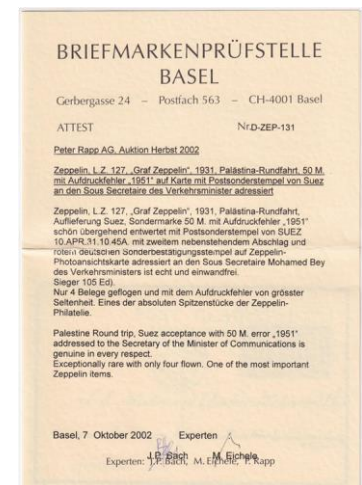 BRIEFMARKENPRÜFSTELLE
BASEL
Gerbergasse 24 – Postfach 563 – CH-4001 Basel
ATTEST Nr.D-ZEP-131
Peter Rapp AG, Auktion Herbst 2002
Zeppelin, L.Z. 127, „Graf Zeppelin", 1931, Palästina-Rundfahrt, 50 M.
mit Aufdruckfehler „1951" auf Karte mit Postsonderstempel von Suez
an den Sous Secretaire des Verkehrsminister adressiert
Zeppelin, L.Z. 127, „Graf Zeppelin", 1931, Palästina-Rundfahrt,
Auflieferung Suez, Sondermarke 50 M. mit Aufdruckfehler „1951"
schön übergehend entwertet mit Postsonderstempel von SUEZ
10.APR.31.10.45A. mit zweitem nebenstehendem Abschlag und
rotem deutschen Sonderbestätigungsstempel auf Zeppelin-
Photoansichtskarte adressiert an den Sous Secretaire Mohamed Bey
des Verkehrsministers ist echt und einwandfrei.
Sieger 105 Ed).
Nur 4 Belege geflogen und mit dem Aufdruckfehler von grösster
Seltenheit. Eines der absoluten Spitzenstücke der Zeppelin-
Philatelie.
Palestine Round trip, Suez acceptance with 50 M. error „1951"
addressed to the Secretary of the Minister of Communications is
genuine in every respect.
Exceptionally rare with only four flown. One of the most important
Zeppelin items.
Basel, 7 Oktober 2002 Experten
J.P. Bach M. Eichele
Experten: J.P. Bach, M. Eichele, P. Rapp